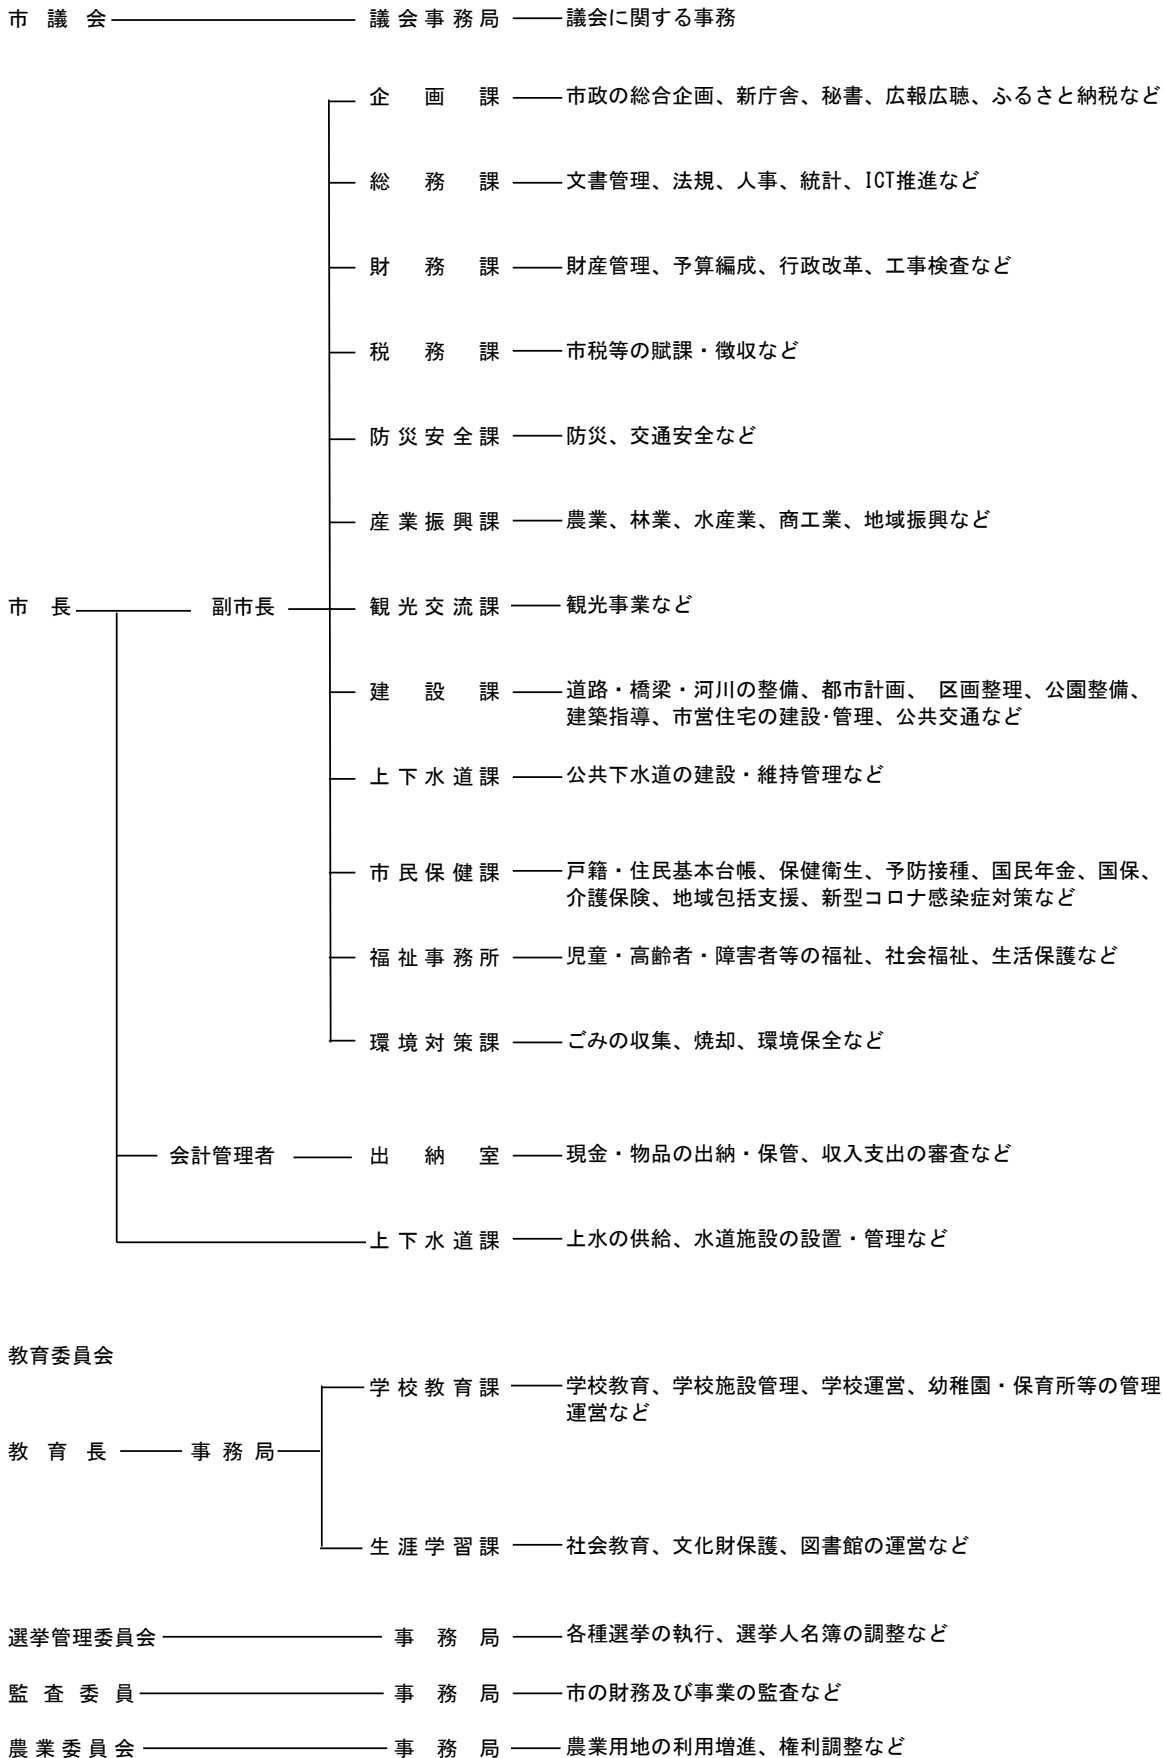 市議会 議会事務局 議会に関する事務
企画課 市政の総合企画、新庁舎、秘書、広報広聴、ふるさと納税など
総務課 文書管理、法規、人事、統計、ICT推進など
財務課 財産管理、予算編成、行政改革、工事検査など
税務課 市税等の賦課・徴収など
防災安全課 防災、交通安全など
産業振興課 農業、林業、水産業、商工業、地域振興など
市長 副市長 観光交流課 観光事業など
建設課 道路・橋梁・河川の整備、都市計画、 区画整理、公園整備、
建築指導、市営住宅の建設・管理、公共交通など
上下水道課 公共下水道の建設・維持管理など
市民保健課 戸籍・住民基本台帳、保健衛生、予防接種、国民年金、国保、
介護保険、地域包括支援、新型コロナ感染症対策など
福祉事務所 児童・高齢者・障害者等の福祉、社会福祉、生活保護など
環境対策課 ごみの収集、焼却、環境保全など
会計管理者 出納室 現金・物品の出納・保管、収入支出の審査など
上下水道課 上水の供給、水道施設の設置・管理など
教育委員会
学校教育課 学校教育、学校施設管理、学校運営、幼稚園・保育所等の管理
運営など
教育長 事務局
生涯学習課 社会教育、文化財保護、図書館の運営など
選挙管理委員会 事務局 各種選挙の執行、選挙人名簿の調整など
監査委員 事務局 市の財務及び事業の監査など
農業委員会 事務局 農業用地の利用増進、権利調整など